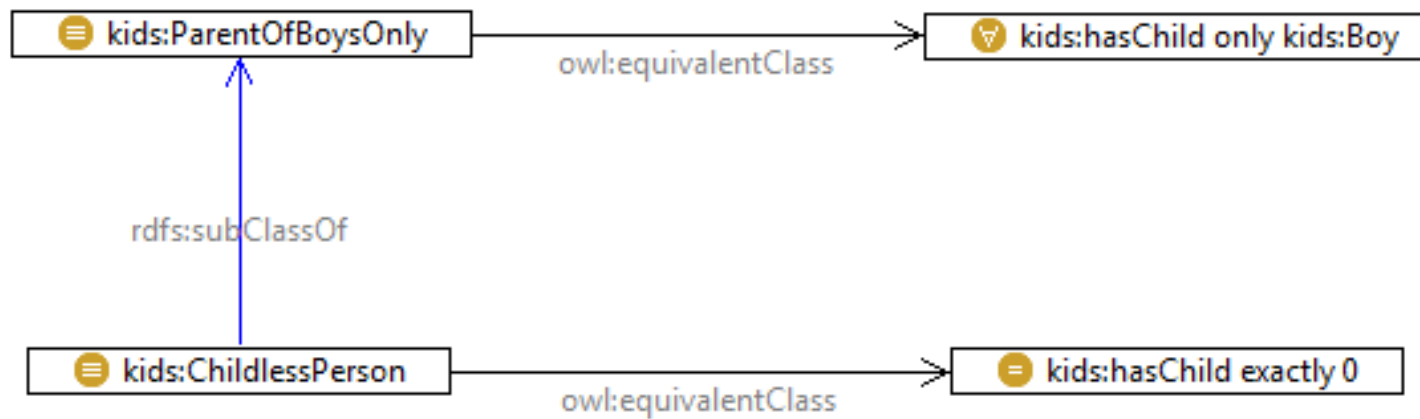 kids:ParentOfBoysOnly
owl:equivalentClass
kids:hasChild only kids:Boy
rdfs:subClassOf
kids:ChildlessPerson
owl:equivalentClass
kids:hasChild exactly 0